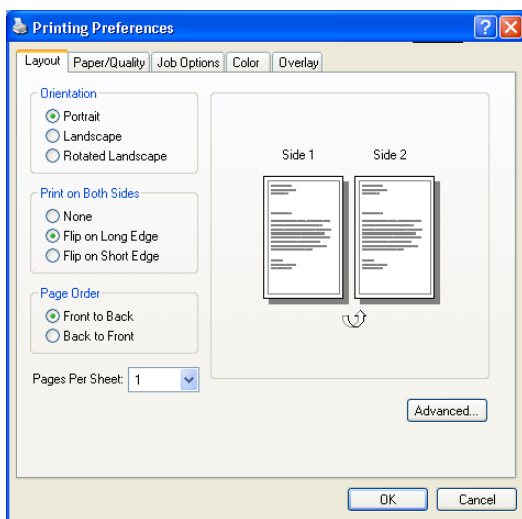 Printing Preferences
Layout Paper/Quality Job Options Color Overlay
Orientation
Portrait
Landscape
Rotated Landscape
Print on Both Sides
None
Flip on Long Edge
Flip on Short Edge
Page Order
Front to Back
Back to Front
Pages Per Sheet: 1
Side 1 Side 2
Advanced...
OK Cancel